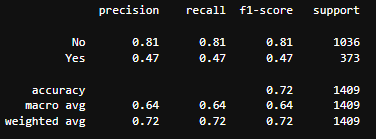 precision recall f1-score support
No 0.81 0.81 0.81 1036
Yes 0.47 0.47 0.47 373
accuracy 0.72 1409
macro avg 0.64 0.64 0.64 1409
weighted avg 0.72 0.72 0.72 1409